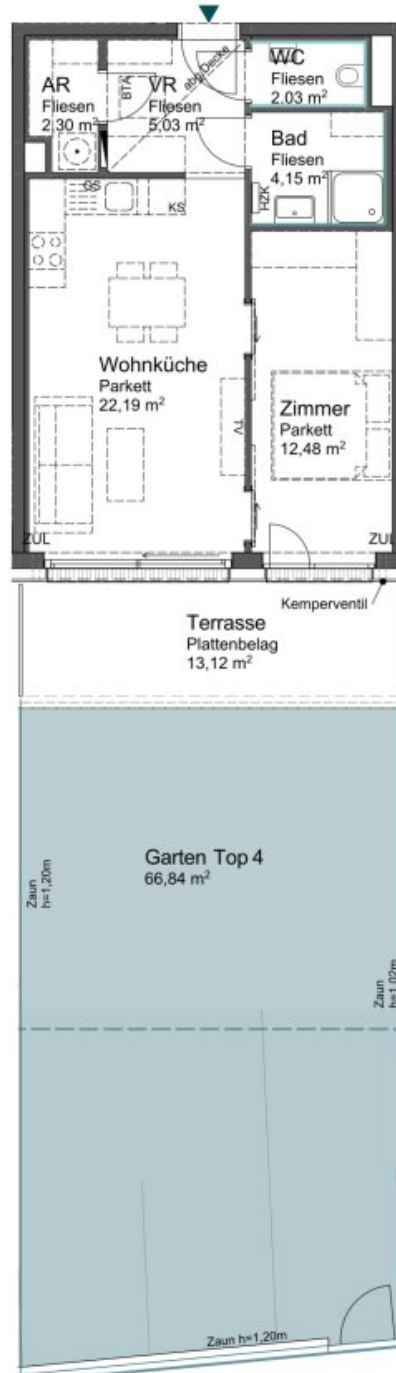 AR
Fliesen
2,30 m²
BTA
VR
Fliesen
5,03 m²
abg.Decke
WC
Fliesen
2.03 m²
Bad
Fliesen
4,15 m²
HZK
GS
KS
Wohnküche
Parkett
22,19 m²
TV
Zimmer
Parkett
12,48 m²
ZUL
ZUL
Kemperventil
Terrasse
Plattenbelag
13,12 m²
Garten Top 4
66,84 m²
Zaun
h=1,20m
Zaun
h=1,02m
Zaun h=1,20m